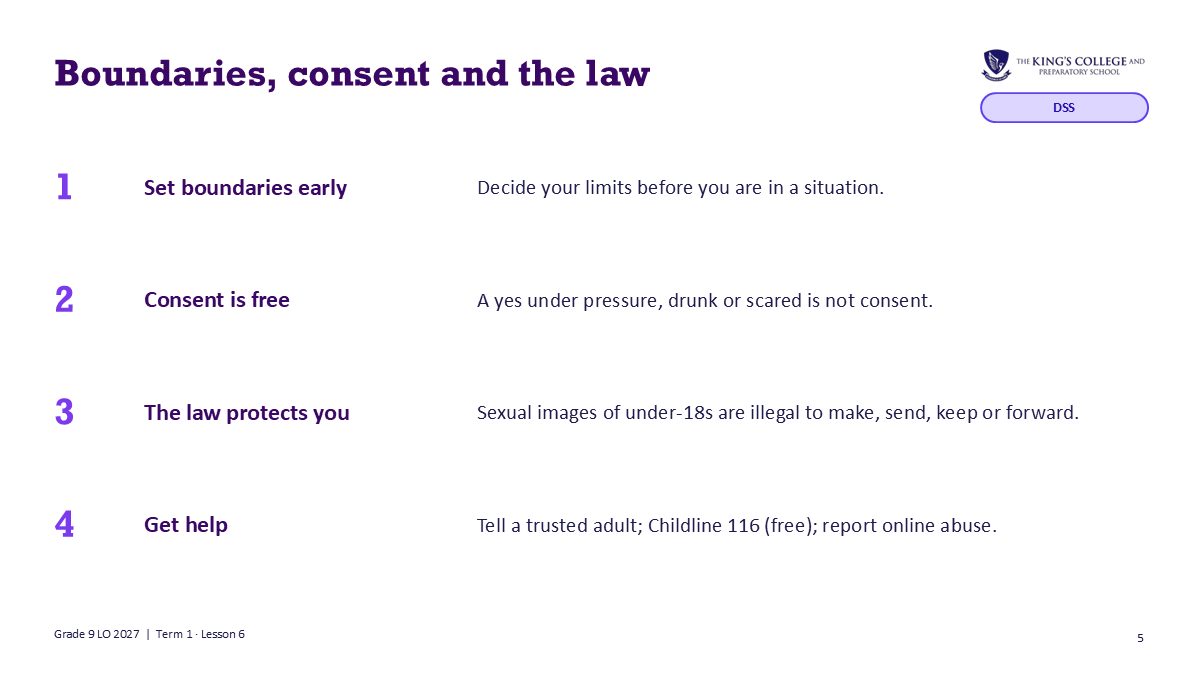 Boundaries, consent and the law
THE KING'S COLLEGE AND
PREPARATORY SCHOOL
DSS
1
Set boundaries early
Decide your limits before you are in a situation.
2
Consent is free
A yes under pressure, drunk or scared is not consent.
3
The law protects you
Sexual images of under-18s are illegal to make, send, keep or forward.
4
Get help
Tell a trusted adult; Childline 116 (free); report online abuse.
Grade 9 LO 2027 | Term 1 · Lesson 6
5